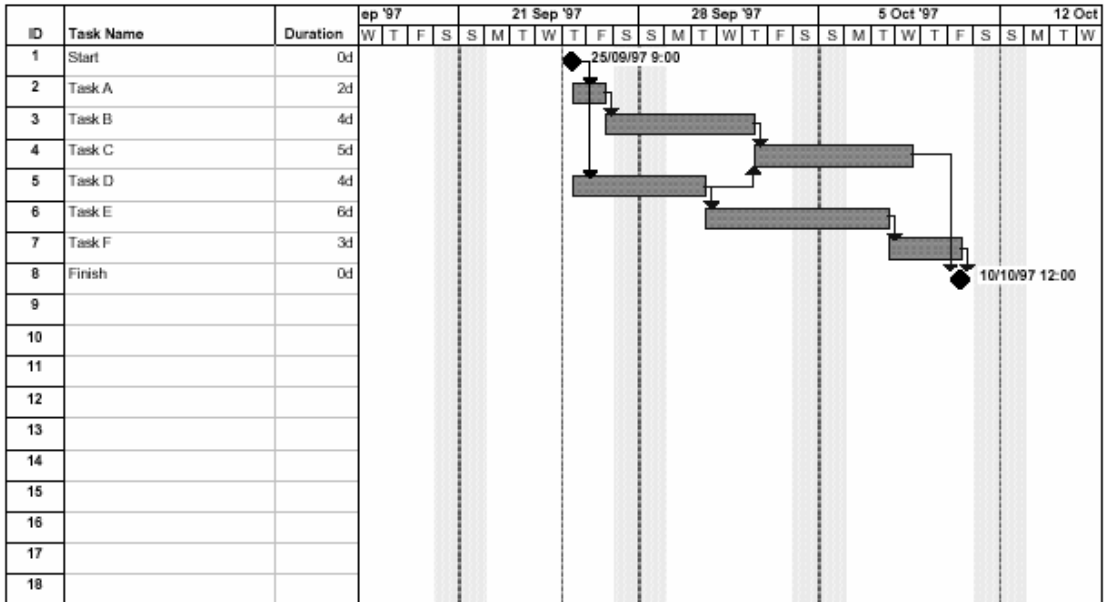 ep '97 21 Sep '97 28 Sep '97 5 Oct '97 12 Oct
ID Task Name Duration W T F S S M T W T F S S M T W T F S S M T W T F S S M T W
1 Start 0d 25/09/97 9:00
2 Task A 2d
3 Task B 4d
4 Task C 5d
5 Task D 4d
6 Task E 6d
7 Task F 3d
8 Finish 0d 10/10/97 12:00
9
10
11
12
13
14
15
16
17
18